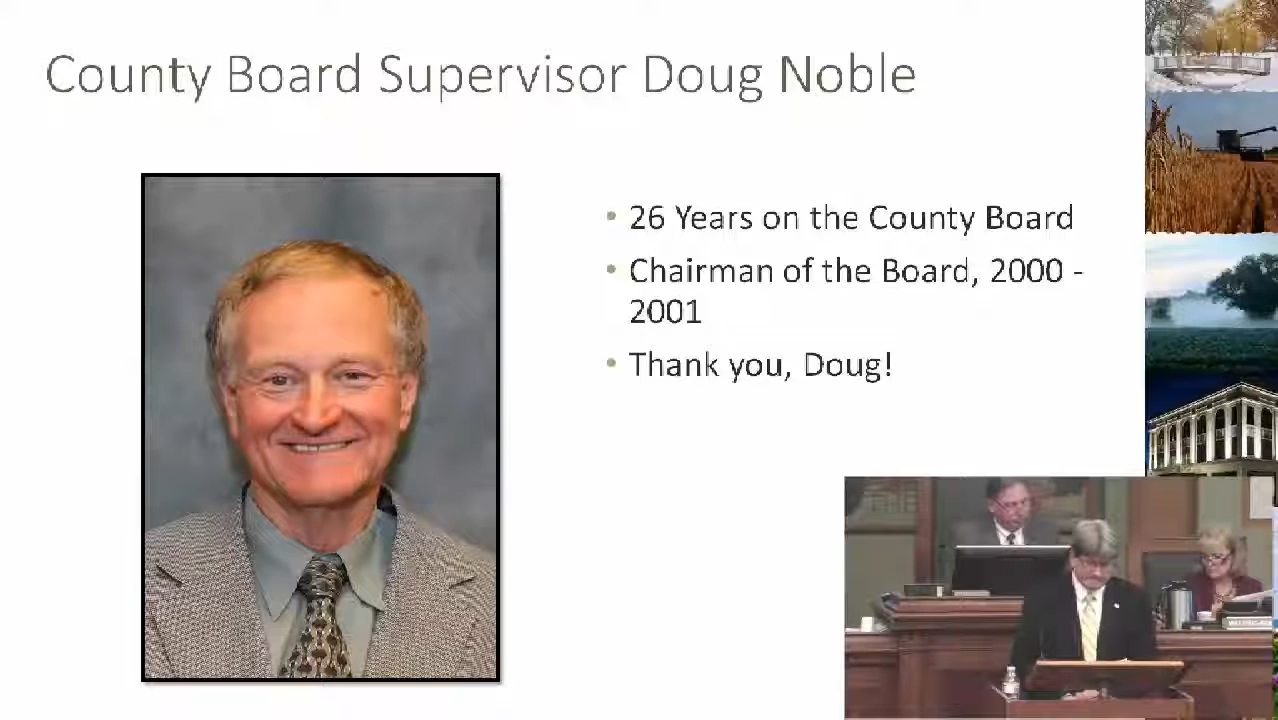 County Board Supervisor Doug Noble
• 26 Years on the County Board
• Chairman of the Board, 2000 -
2001
• Thank you, Doug!